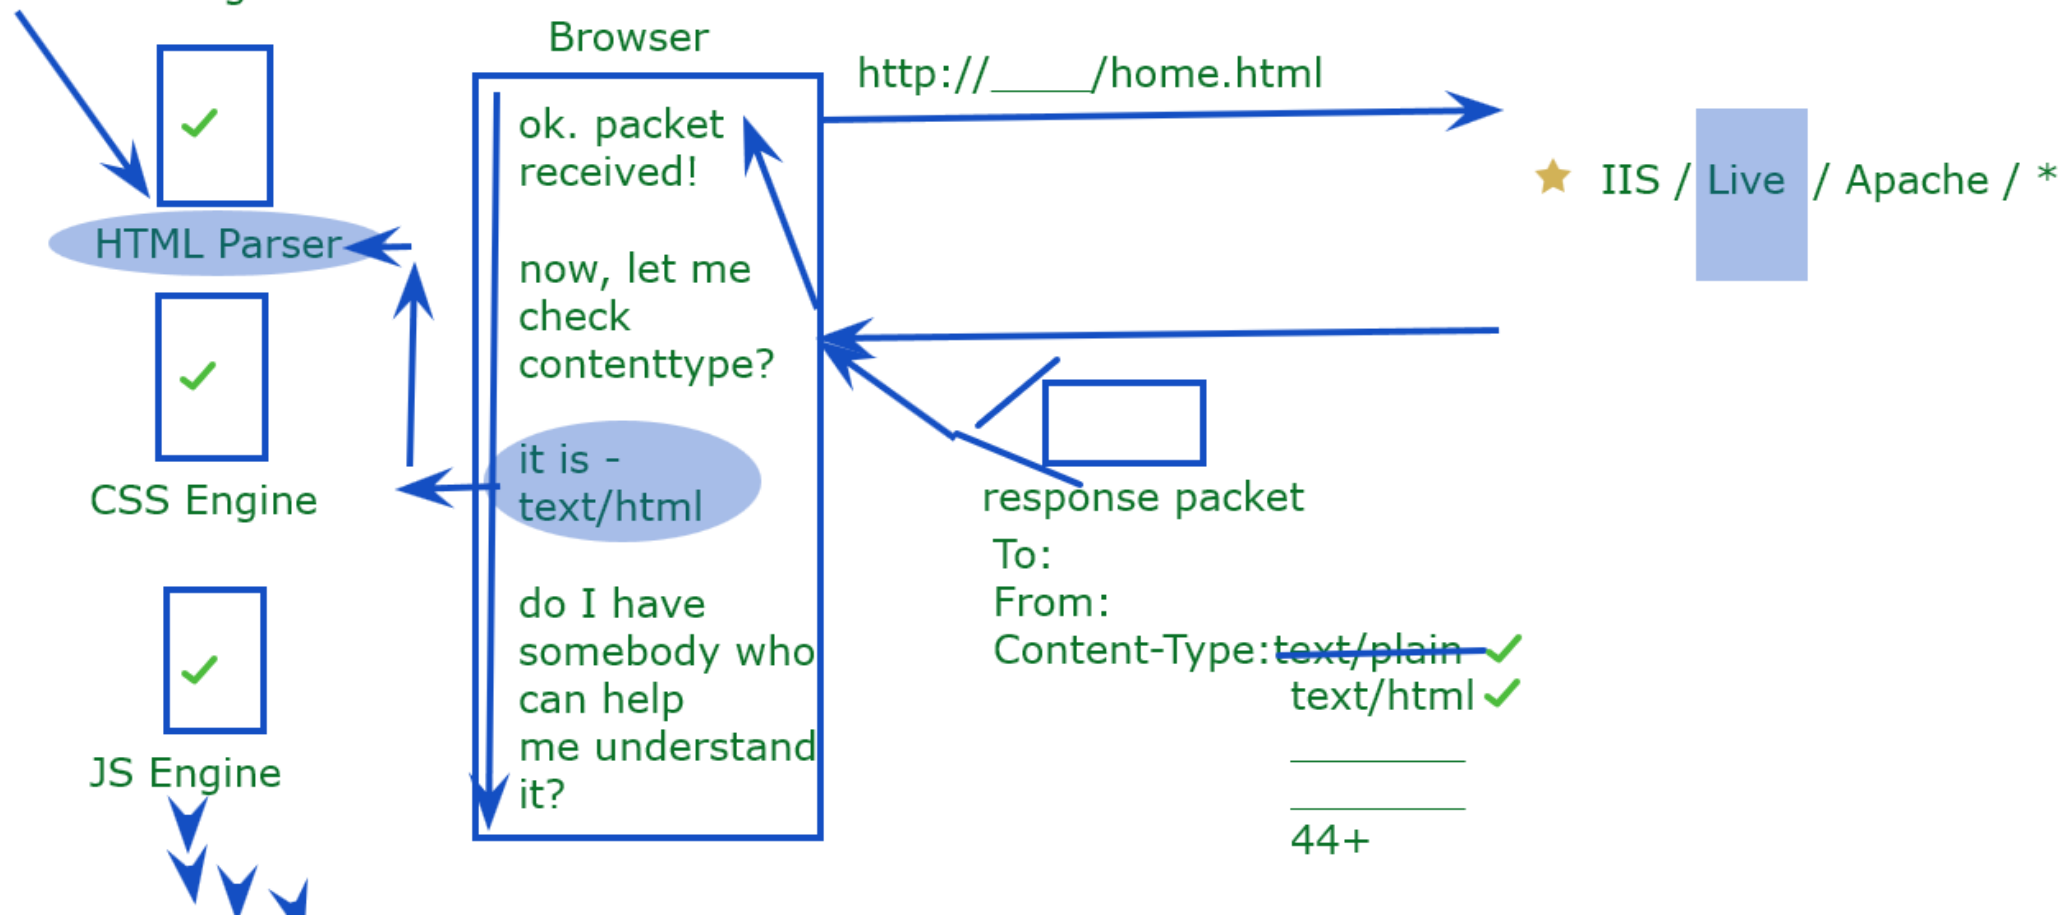 Browser
http://_____/home.html
ok. packet
received!
IIS / Live / Apache / *
HTML Parser
now, let me
check
contenttype?
it is -
text/html
CSS Engine
response packet
To:
From:
Content-Type:text/plain
text/html
do I have
somebody who
can help
me understand
it?
JS Engine
44+